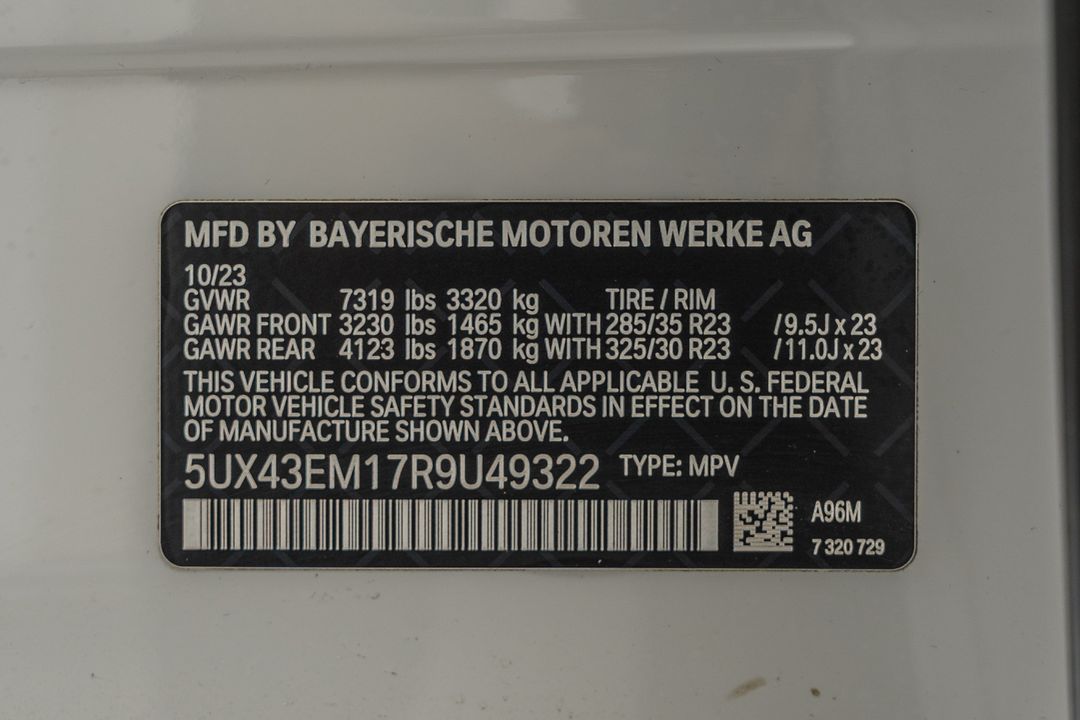 MFD BY BAYERISCHE MOTOREN WERKE AG
10/23
GVWR 7319 lbs 3320 kg TIRE / RIM
GAWR FRONT 3230 lbs 1465 kg WITH 285/35 R23 /9.5J x 23
GAWR REAR 4123 lbs 1870 kg WITH 325/30 R23 /11.0J x 23
THIS VEHICLE CONFORMS TO ALL APPLICABLE U. S. FEDERAL
MOTOR VEHICLE SAFETY STANDARDS IN EFFECT ON THE DATE
OF MANUFACTURE SHOWN ABOVE.
5UX43EM17R9U49322 TYPE: MPV
A96M
7 320 729